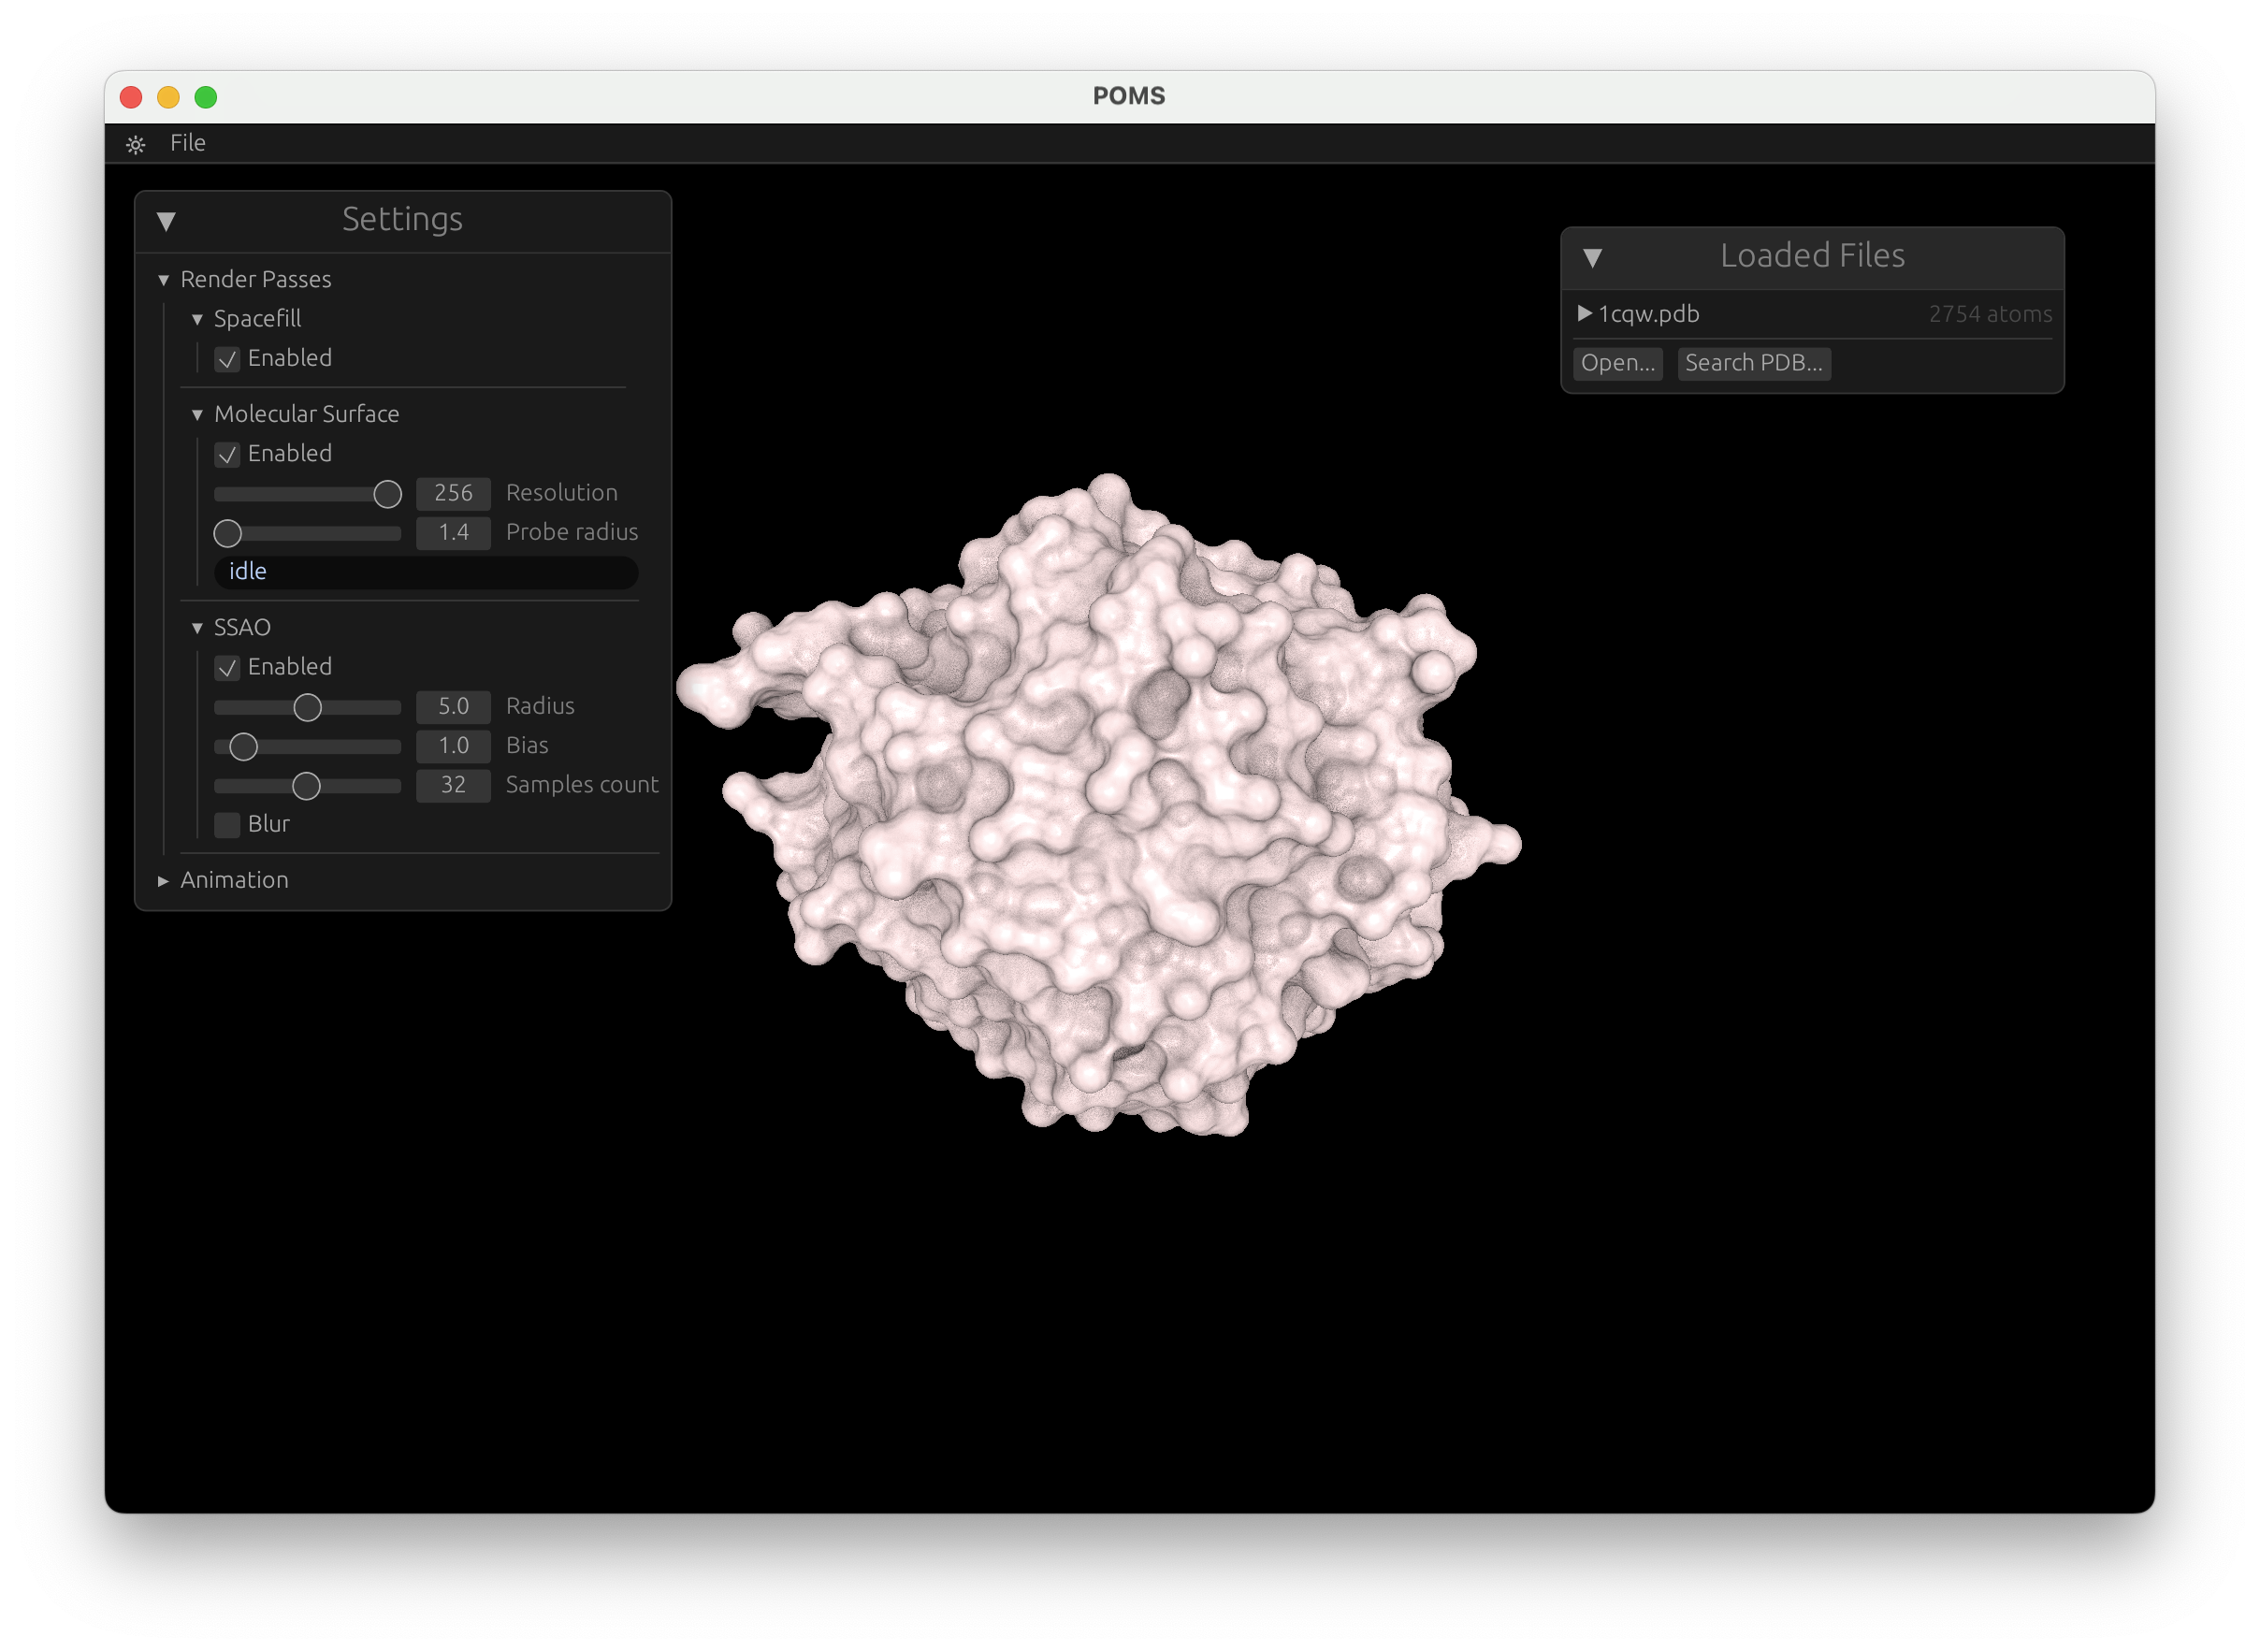 POMS
File
Settings
Render Passes
Spacefill
Enabled
Molecular Surface
Enabled
256 Resolution
1.4 Probe radius
idle
SSAO
Enabled
5.0 Radius
1.0 Bias
32 Samples count
Blur
Animation
Loaded Files
1cqw.pdb 2754 atoms
Open... Search PDB...